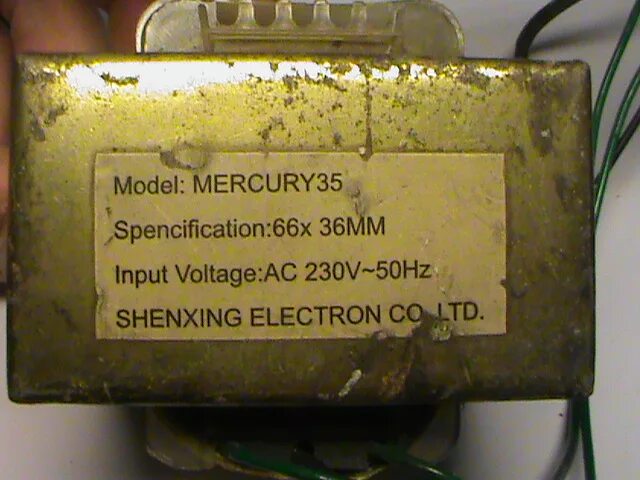 Model: MERCURY35
Spencification:66x 36MM
Input Voltage:AC 230V~50Hz
SHENXING ELECTRON CO.,LTD.